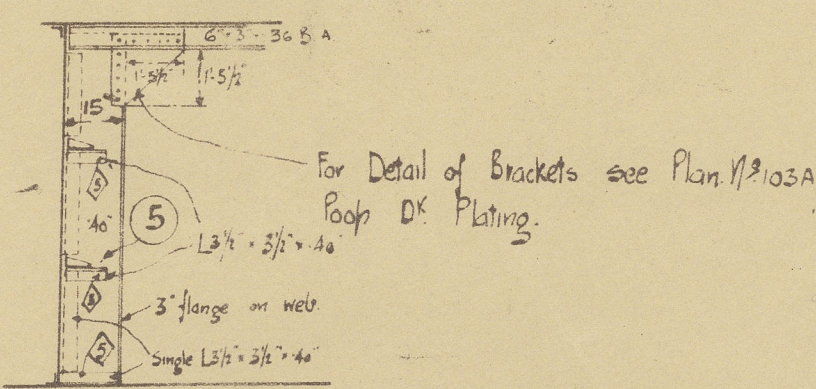 6" × 3" × ·36 B.A.
1'-5½"
1'-5½"
15"
For Detail of Brackets see Plan. Nº 103A
Poop Dᴷ Plating.
5
·40"
5
L 3½" × 3½" × ·40"
5
3" flange on web.
5
Single L 3½" × 3½" × ·40"